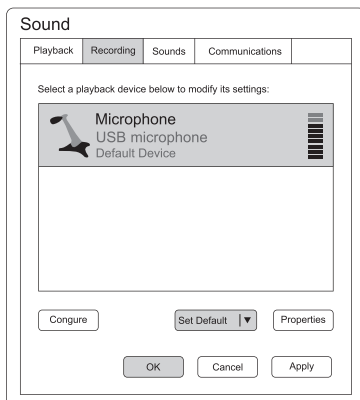 Sound
Playback Recording Sounds Communications
Select a playback device below to modify its settings:
Microphone
USB microphone
Default Device
Congure Set Default Properties
OK Cancel Apply